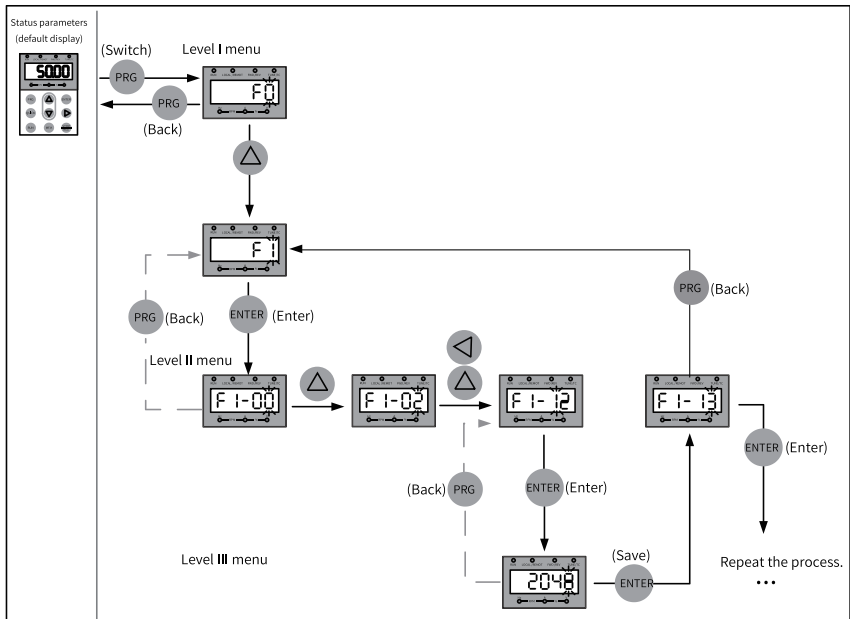 Status parameters
(default display)
50.00
(Switch)
PRG
PRG
(Back)
Level I menu
F0
F1
PRG (Back)
ENTER (Enter)
PRG (Back)
Level II menu
F1-00
F1-02
F1-12
F1-13
(Back) PRG
ENTER (Enter)
ENTER (Enter)
Level III menu
2048
(Save)
ENTER
Repeat the process.
•••